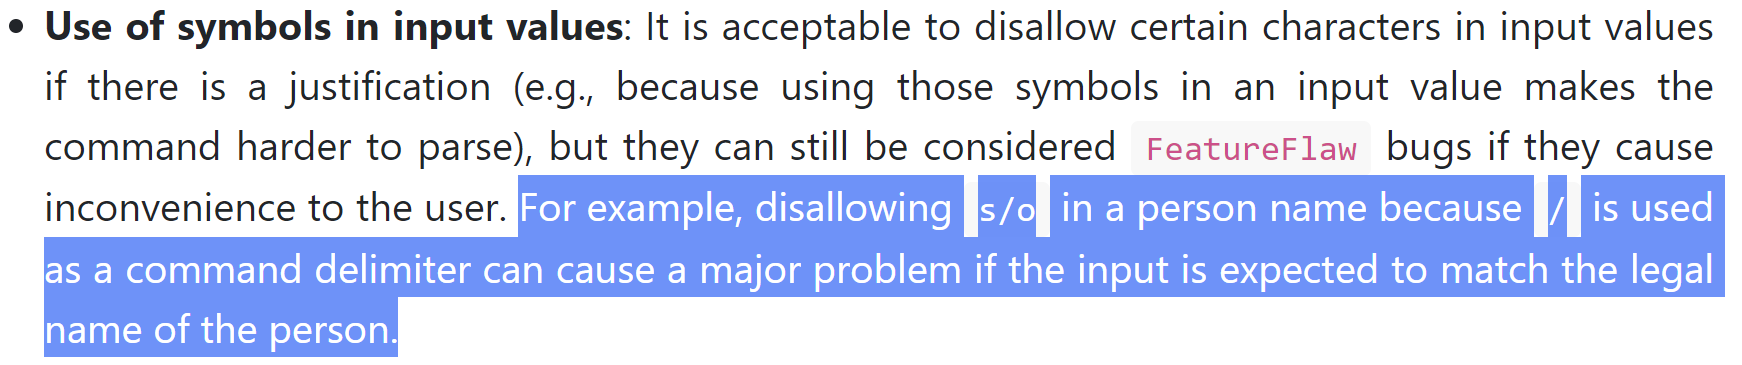 • Use of symbols in input values: It is acceptable to disallow certain characters in input values
if there is a justification (e.g., because using those symbols in an input value makes the
command harder to parse), but they can still be considered FeatureFlaw bugs if they cause
inconvenience to the user. For example, disallowing s/o in a person name because / is used
as a command delimiter can cause a major problem if the input is expected to match the legal
name of the person.